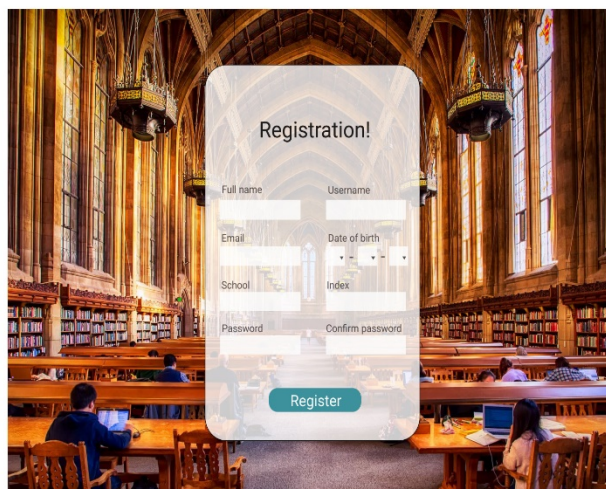 Registration!
Full name Username
Email Date of birth
- -
School Index
Password Confirm password
Register